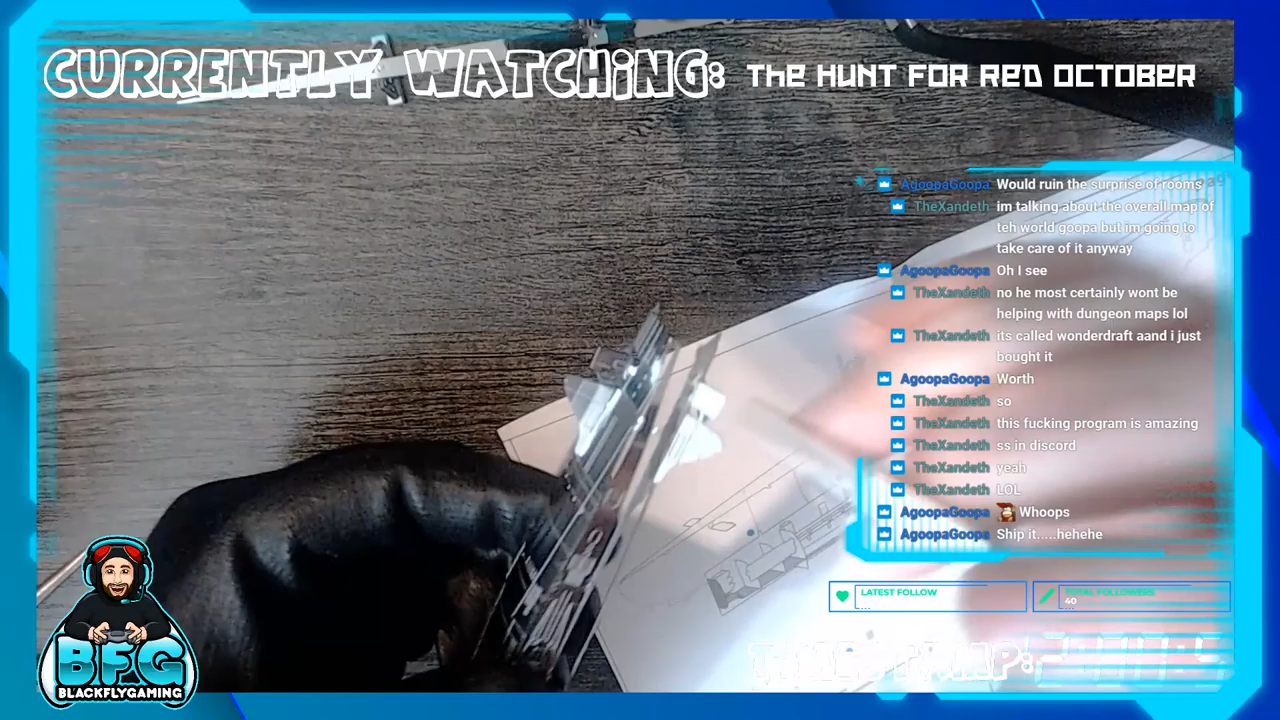 CURRENTLY WATCHING: THE HUNT FOR RED OCTOBER
AgoopaGoopa Would ruin the surprise of rooms
TheXandeth im talking about the overall map of
teh world goopa but im going to
take care of it anyway
AgoopaGoopa Oh I see
TheXandeth no he most certainly wont be
helping with dungeon maps lol
TheXandeth its called wonderdraft aand i just
bought it
AgoopaGoopa Worth
TheXandeth so
TheXandeth this fucking program is amazing
TheXandeth ss in discord
TheXandeth yeah
TheXandeth LOL
AgoopaGoopa Whoops
AgoopaGoopa Ship it.....hehehe
LATEST FOLLOW
...
TOTAL FOLLOWERS
40
...
BFG
BLACKFLYGAMING